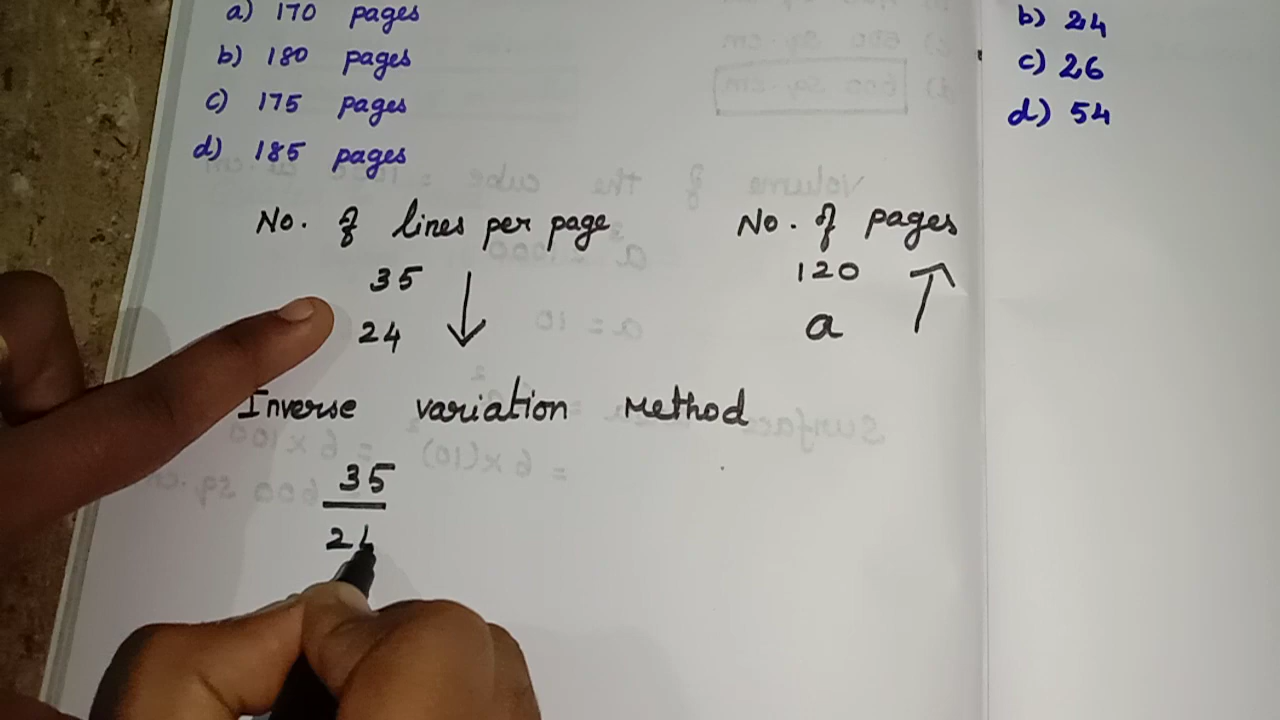 a) 170 pages
b) 180 pages
c) 175 pages
d) 185 pages
b) 24
c) 26
d) 54
No. of lines per page
No. of pages
35
120
24
a
Inverse variation Method
35
24